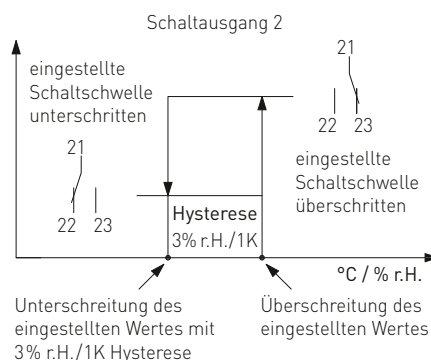 Schaltausgang 2
eingestellte
Schaltschwelle
unterschritten
21
22 23
21
22 23
eingestellte
Schaltschwelle
überschritten
Hysterese
3% r.H./1K
°C / % r.H.
Unterschreitung des
eingestellten Wertes mit
3% r.H./1K Hysterese
Überschreitung des
eingestellten Wertes